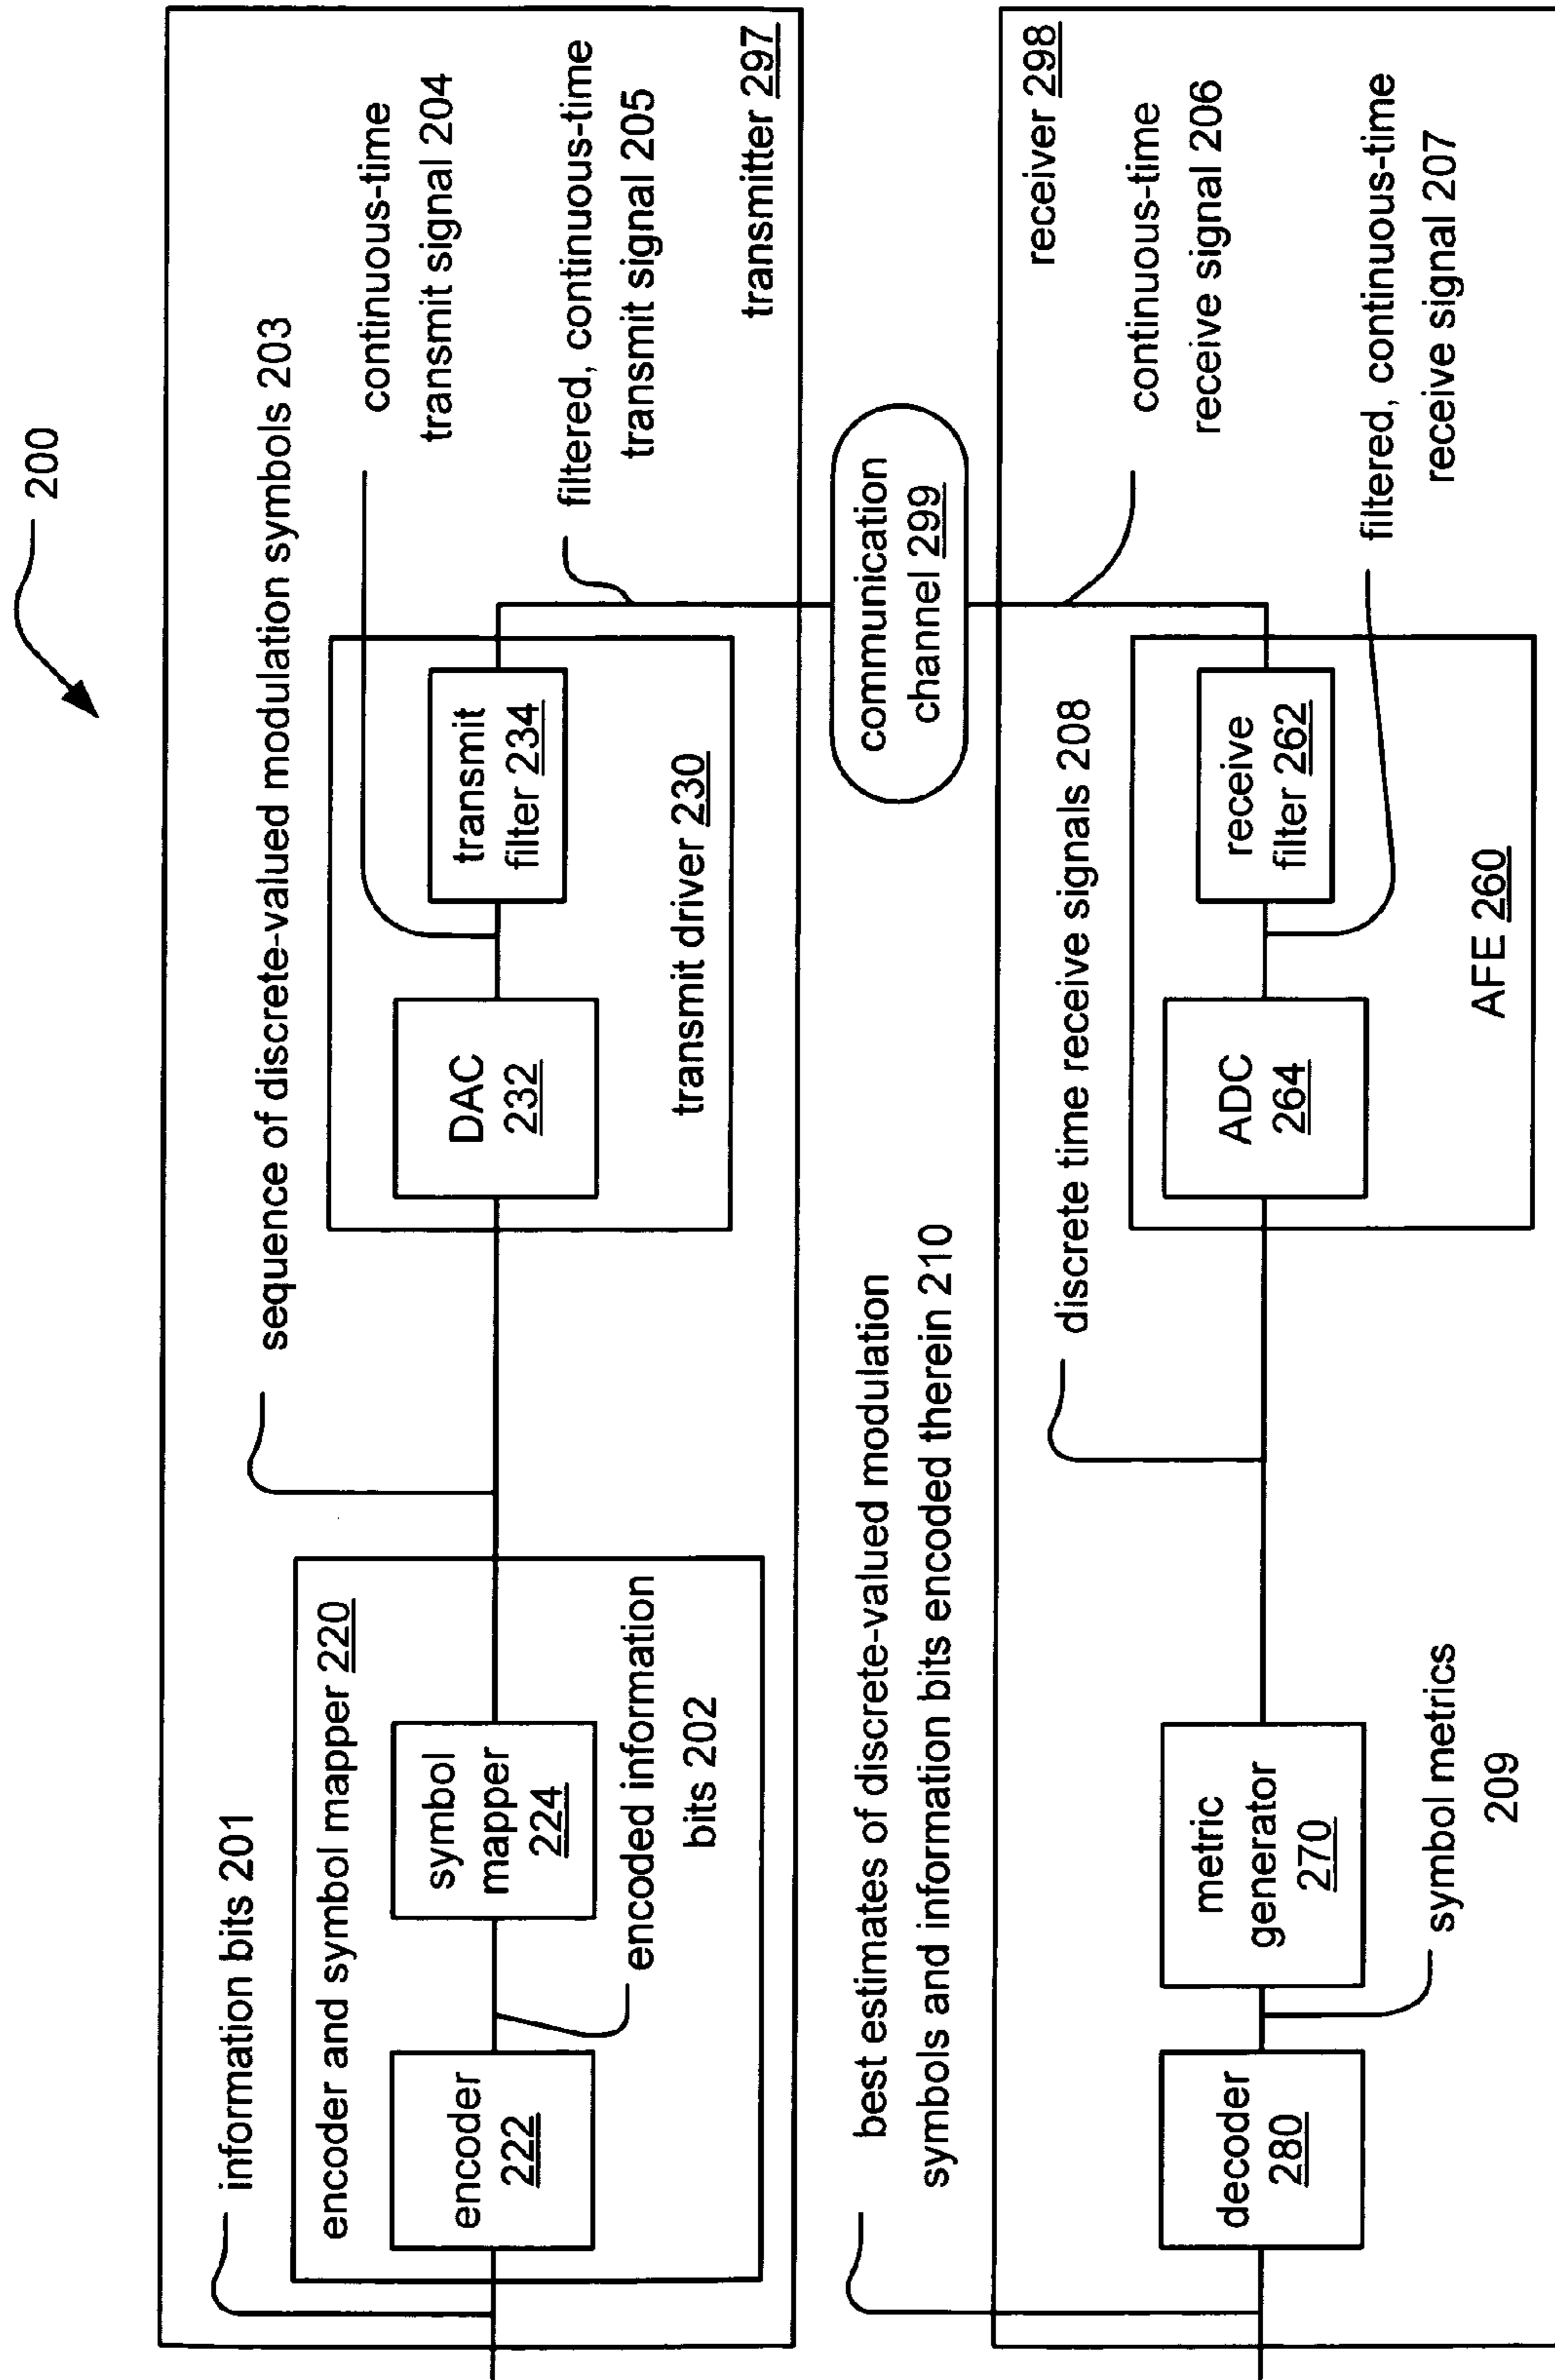 200
information bits 201
sequence of discrete-valued modulation symbols 203
continuous-time
transmit signal 204
encoder and symbol mapper 220
encoder
222
symbol
mapper
224
encoded information
bits 202
DAC
232
transmit
filter 234
transmit driver 230
filtered, continuous-time
transmit signal 205
transmitter 297
communication
channel 299
best estimates of discrete-valued modulation
symbols and information bits encoded therein 210
receiver 298
discrete time receive signals 208
continuous-time
receive signal 206
decoder
280
metric
generator
270
symbol metrics
209
ADC
264
receive
filter 262
AFE 260
filtered, continuous-time
receive signal 207